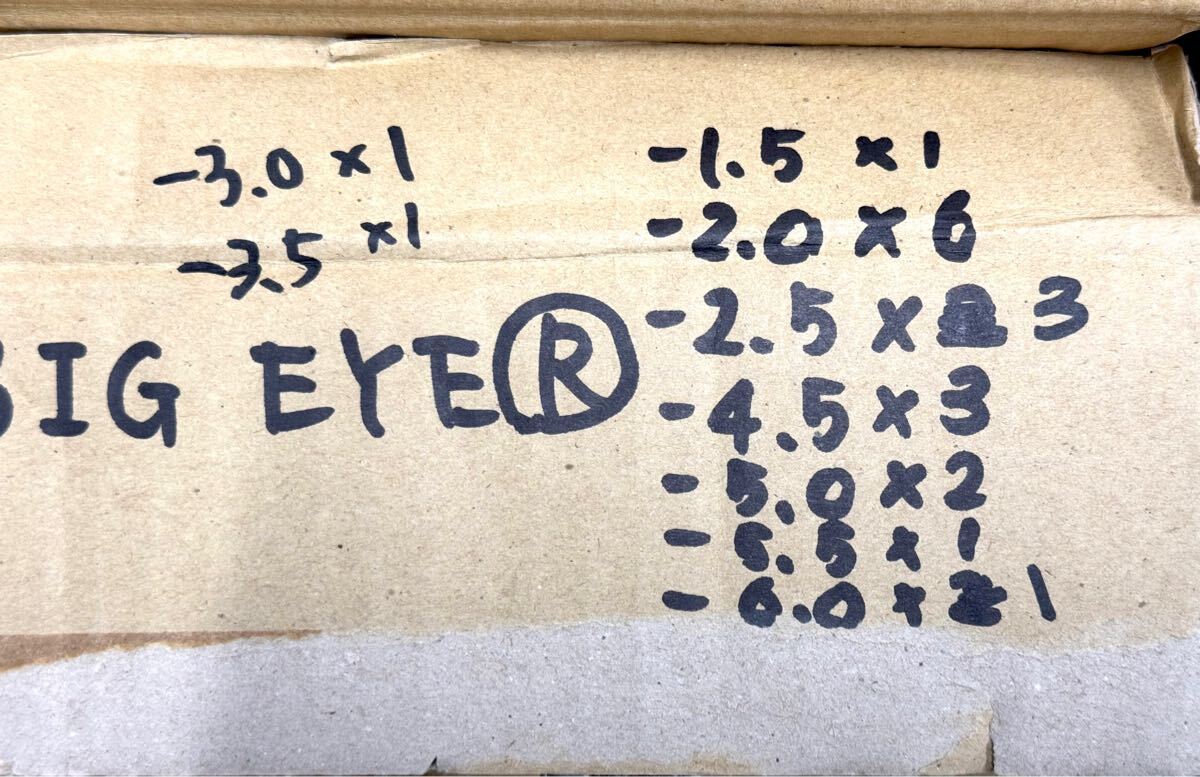 -3.0 ×1
-3.5 ×1
BIG EYE Ⓡ
-1.5 ×1
-2.0 ×6
-2.5 × 3
-4.5 ×3
-5.0 ×2
-5.5 ×1
-6.0 × 1